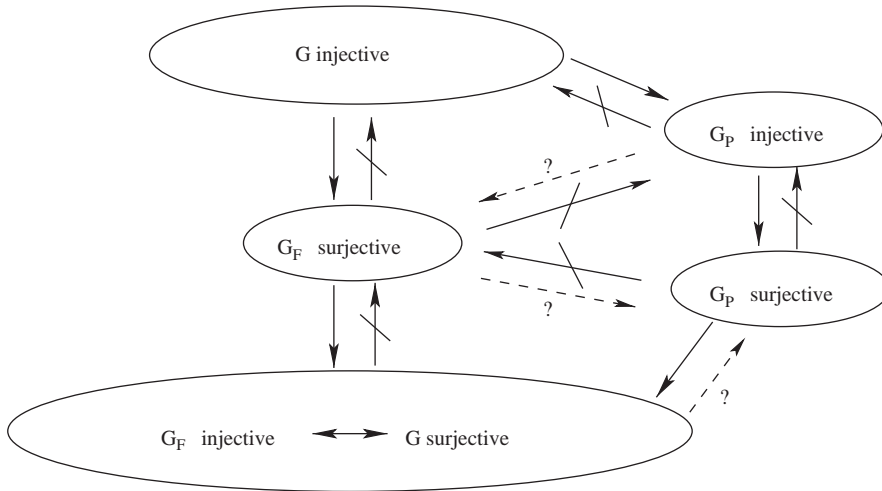 G injective
G_P injective
?
G_F surjective
G_P surjective
?
?
G_F injective
G surjective